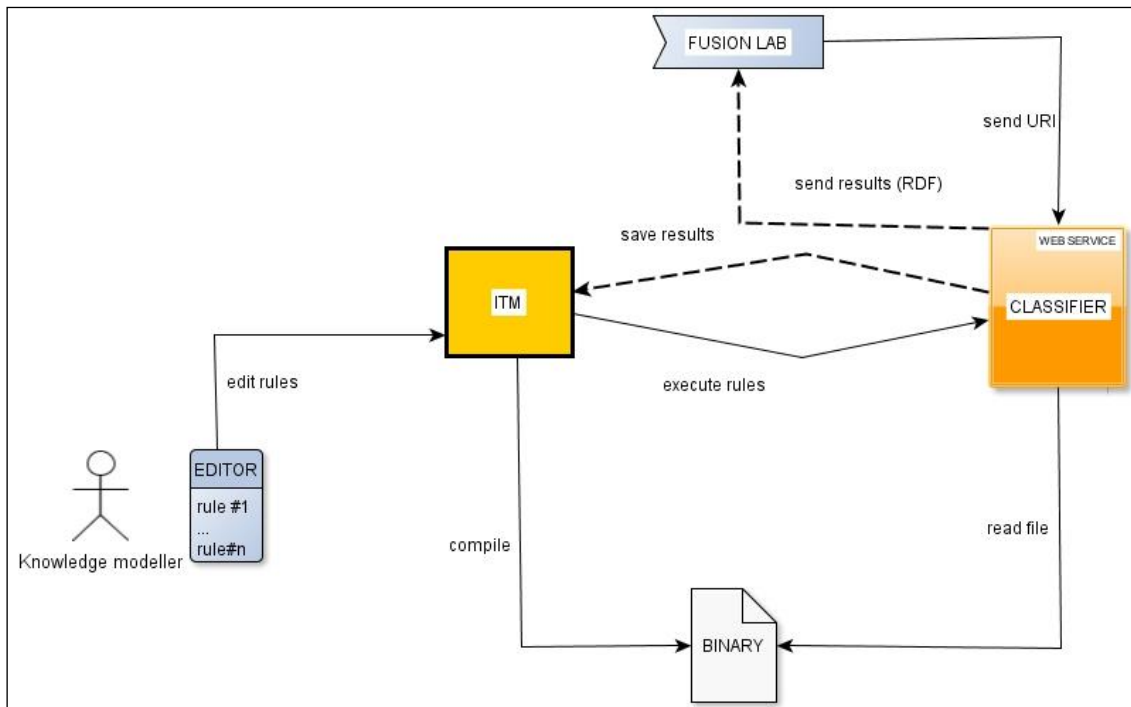 FUSION LAB
send URI
send results (RDF)
save results
WEB SERVICE
ITM
CLASSIFIER
edit rules
execute rules
EDITOR
rule #1
...
rule#n
Knowledge modeller
compile
read file
BINARY